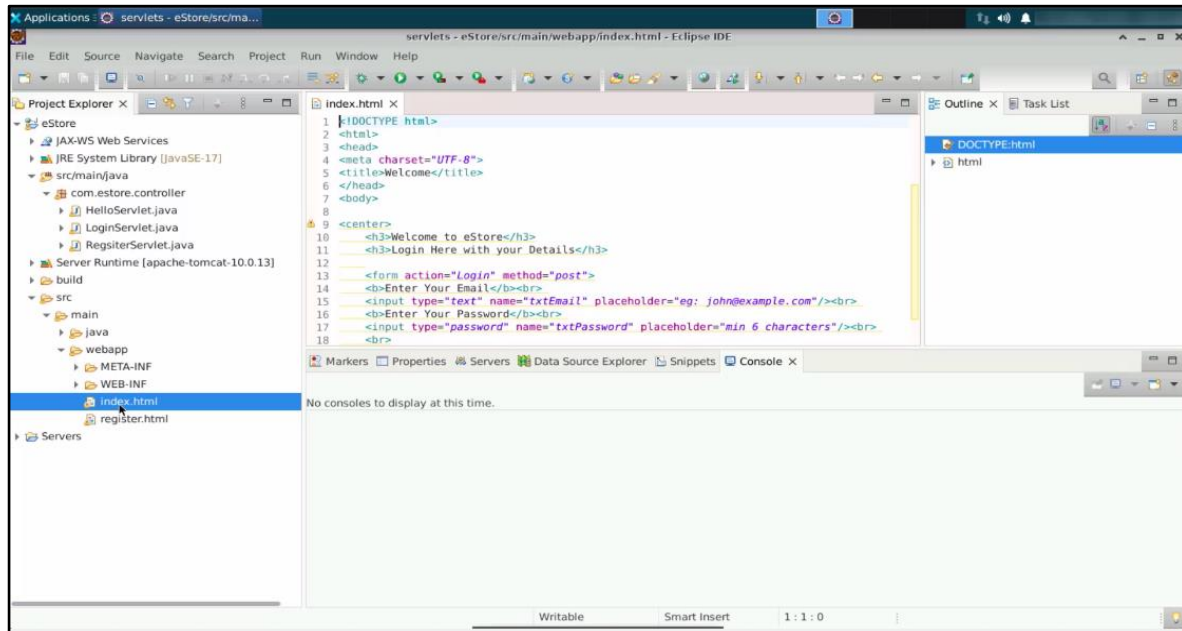 Applications : servlets - eStore/src/ma...
servlets - eStore/src/main/webapp/index.html - Eclipse IDE
File Edit Source Navigate Search Project Run Window Help
Project Explorer
eStore
JAX-WS Web Services
JRE System Library [JavaSE-17]
src/main/java
com.estore.controller
HelloServlet.java
LoginServlet.java
RegsiterServlet.java
Server Runtime [apache-tomcat-10.0.13]
build
src
main
java
webapp
META-INF
WEB-INF
index.html
register.html
Servers
index.html
1 <!DOCTYPE html>
2 <html>
3 <head>
4 <meta charset="UTF-8">
5 <title>Welcome</title>
6 </head>
7 <body>
8
9 <center>
10 <h3>Welcome to eStore</h3>
11 <h3>Login Here with your Details</h3>
12
13 <form action="Login" method="post">
14 <b>Enter Your Email</b><br>
15 <input type="text" name="txtEmail" placeholder="eg: john@example.com"/><br>
16 <b>Enter Your Password</b><br>
17 <input type="password" name="txtPassword" placeholder="min 6 characters"/><br>
18 <br>
Outline Task List
DOCTYPE:html
html
Markers Properties Servers Data Source Explorer Snippets Console
No consoles to display at this time.
Writable Smart Insert 1 : 1 : 0